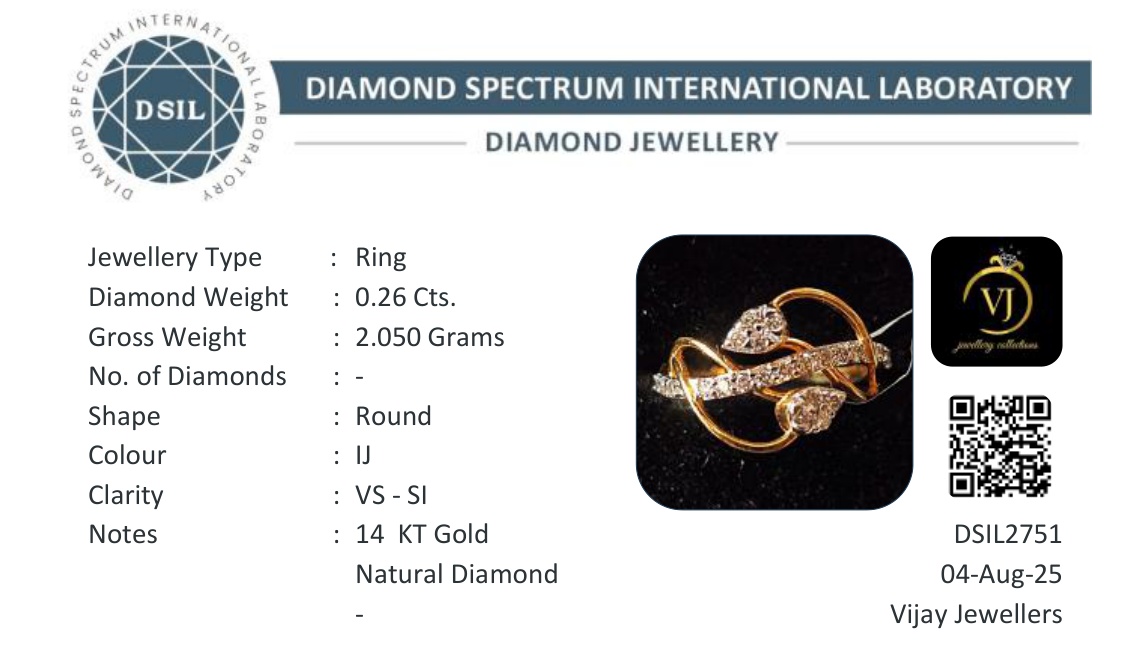 DIAMOND SPECTRUM INTERNATIONAL LABORATORY
DSIL
DIAMOND SPECTRUM INTERNATIONAL LABORATORY
DIAMOND JEWELLERY
Jewellery Type : Ring
Diamond Weight : 0.26 Cts.
Gross Weight : 2.050 Grams
No. of Diamonds : -
Shape : Round
Colour : IJ
Clarity : VS - SI
Notes : 14 KT Gold
Natural Diamond
-
VJ
jewellery collections
DSIL2751
04-Aug-25
Vijay Jewellers